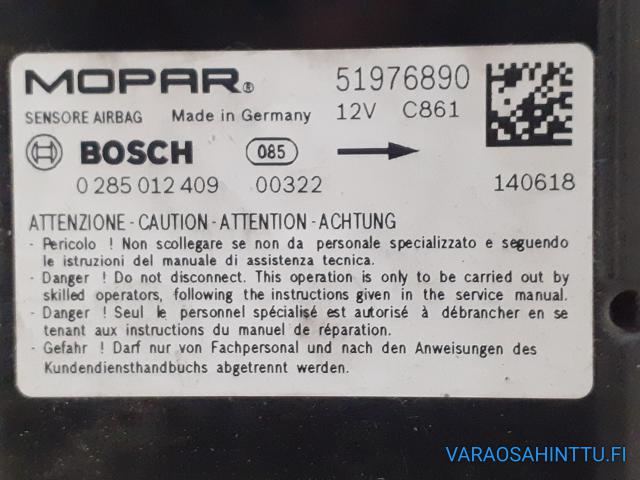 MOPAR® 51976890
SENSORE AIRBAG Made in Germany 12V C861
BOSCH 085
0 285 012 409 00322 140618
ATTENZIONE - CAUTION - ATTENTION - ACHTUNG
- Pericolo ! Non scollegare se non da personale specializzato e seguendo
le istruzioni del manuale di assistenza tecnica.
- Danger ! Do not disconnect. This operation is only to be carried out by
skilled operators, following the instructions given in the service manual.
- Danger ! Seul le personnel spécialisé est autorisé à débrancher en se
tenant aux instructions du manuel de réparation.
- Gefahr ! Darf nur von Fachpersonal und nach den Anweisungen des
Kundendiensthandbuchs abgetrennt werden.
VARAOSAHINTTU.FI